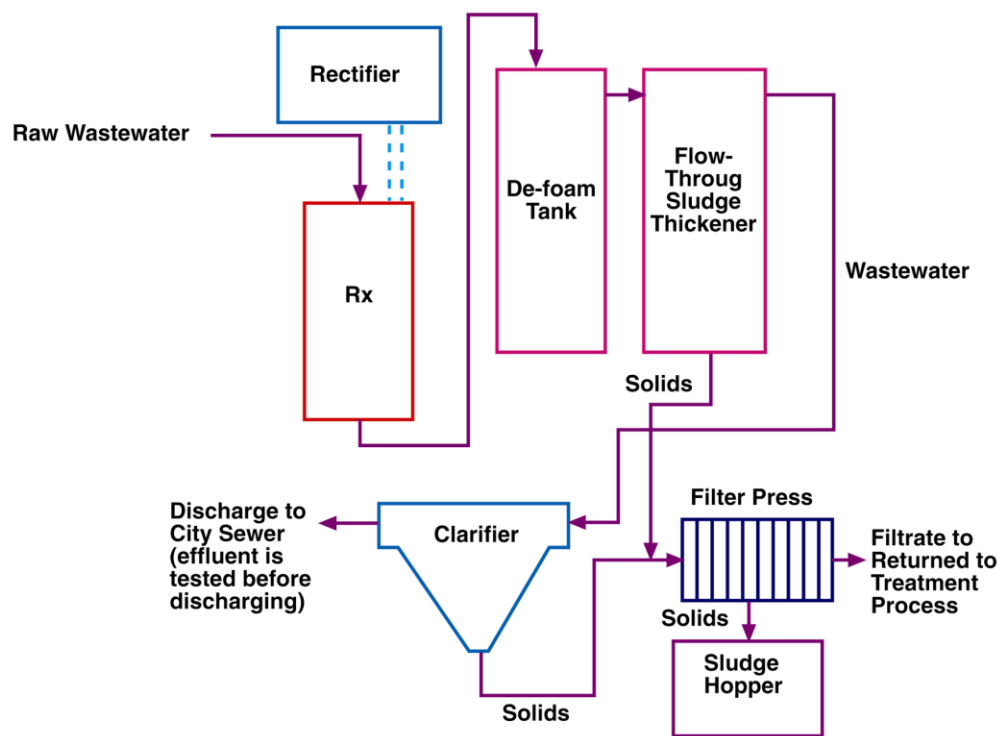 Rectifier
Raw Wastewater
Rx
De-foam
Tank
Flow-
Throug
Sludge
Thickener
Wastewater
Solids
Discharge to
City Sewer
(effluent is
tested before
discharging)
Clarifier
Filter Press
Filtrate to
Returned to
Treatment
Process
Solids
Sludge
Hopper
Solids